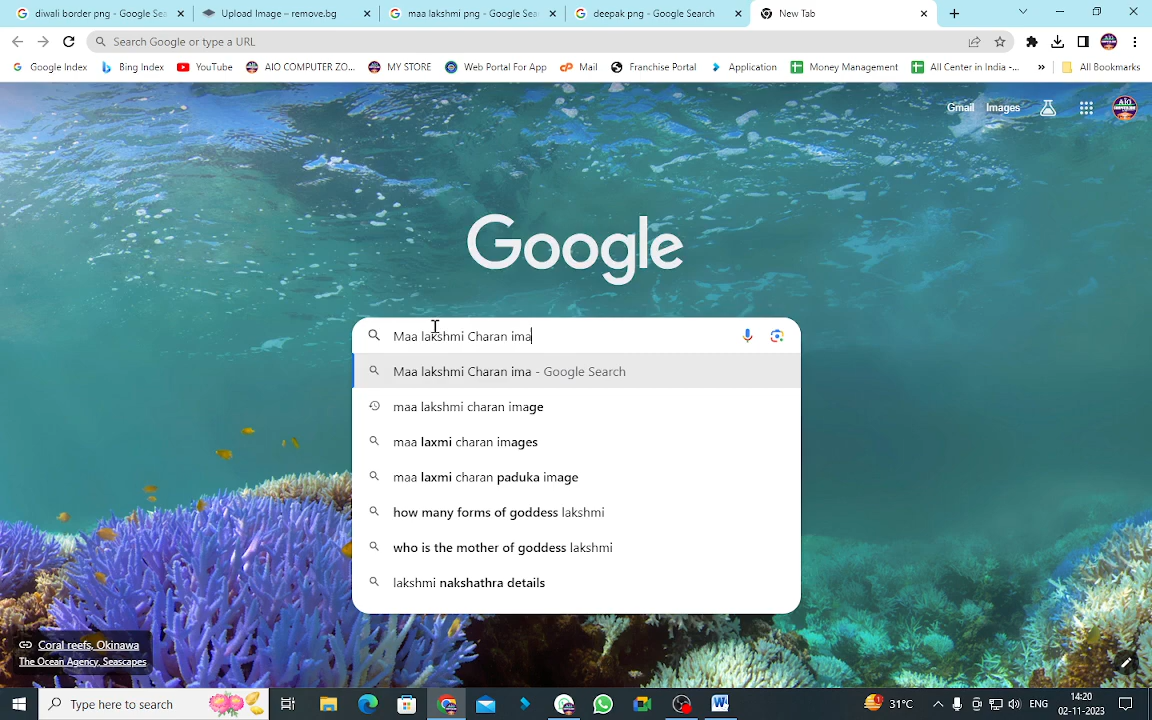 diwali border png - Google Sea
Upload Image – remove.bg
maa lakshmi png - Google Sear
deepak png - Google Search
New Tab
Search Google or type a URL
Google Index
Bing Index
YouTube
AIO COMPUTER ZO...
MY STORE
Web Portal For App
Mail
Franchise Portal
Application
Money Management
All Center in India -...
»
All Bookmarks
Gmail Images
Google
Maa lakshmi Charan ima
Maa lakshmi Charan ima - Google Search
maa lakshmi charan image
maa laxmi charan images
maa laxmi charan paduka image
how many forms of goddess lakshmi
who is the mother of goddess lakshmi
lakshmi nakshathra details
Coral reefs, Okinawa
The Ocean Agency, Seascapes
Type here to search
31°C
ENG
14:20
02-11-2023